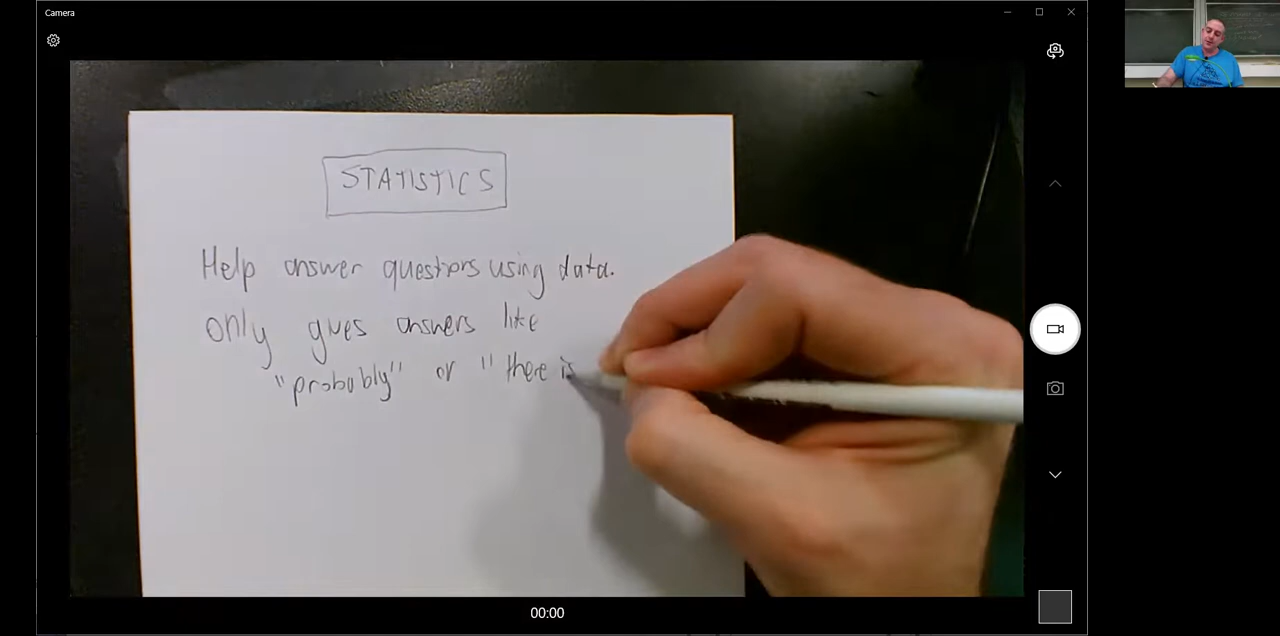 Camera
STATISTICS
Help answer questions using data.
only gives answers like
"probably" or "there is
00:00